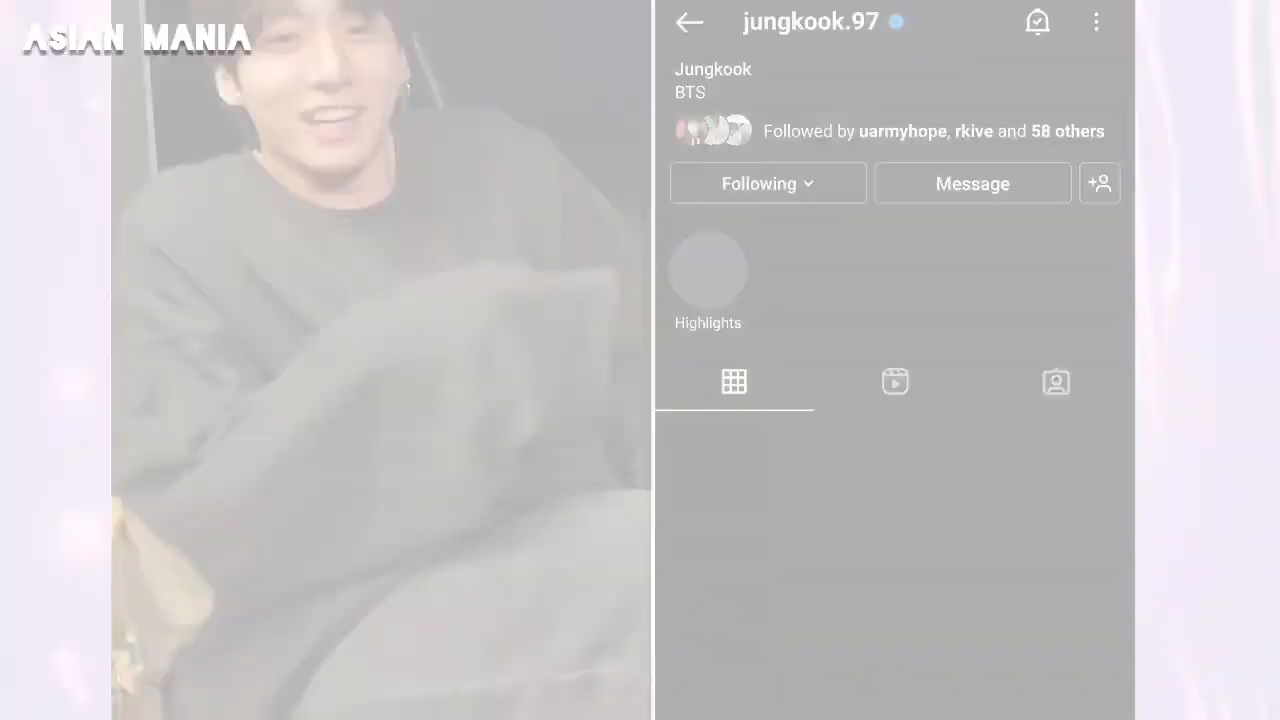 ASIAN MANIA
jungkook.97
Jungkook
BTS
Followed by uarmyhope, rkive and 58 others
Following
Message
Highlights